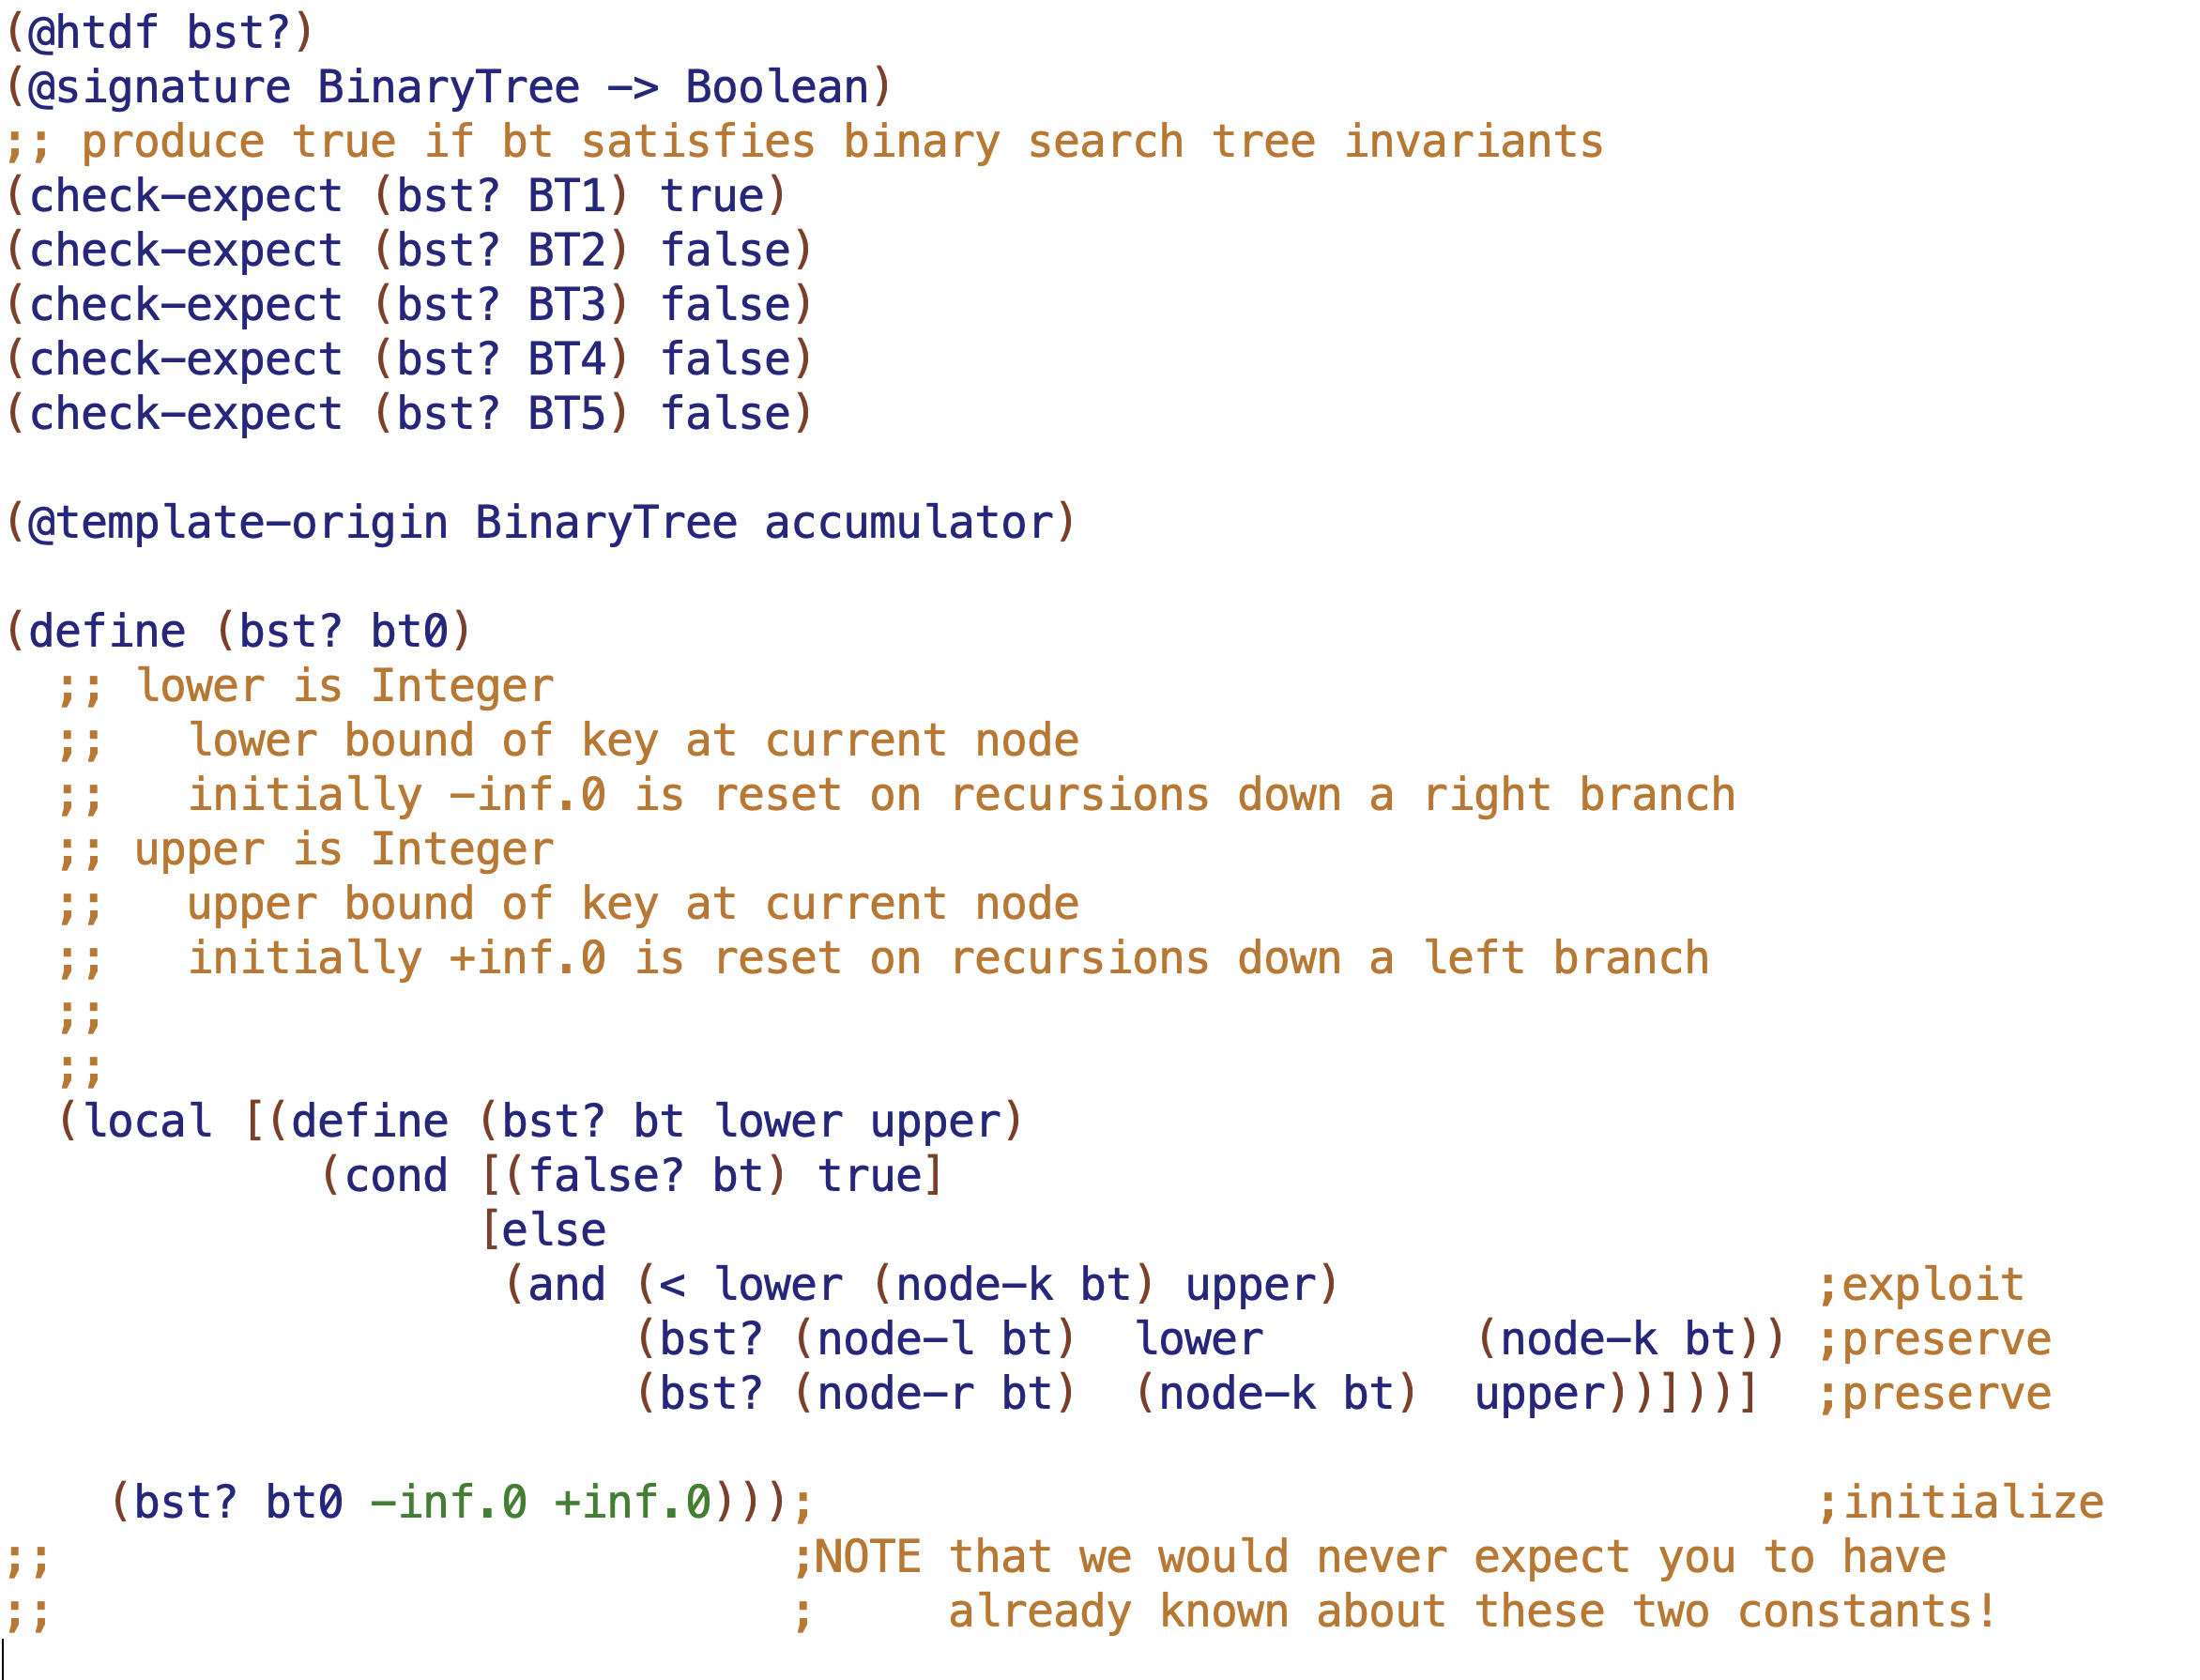 (@htdf bst?)
(@signature BinaryTree -> Boolean)
;; produce true if bt satisfies binary search tree invariants
(check-expect (bst? BT1) true)
(check-expect (bst? BT2) false)
(check-expect (bst? BT3) false)
(check-expect (bst? BT4) false)
(check-expect (bst? BT5) false)

(@template-origin BinaryTree accumulator)

(define (bst? bt0)
  ;; lower is Integer
  ;;   lower bound of key at current node
  ;;   initially -inf.0 is reset on recursions down a right branch
  ;; upper is Integer
  ;;   upper bound of key at current node
  ;;   initially +inf.0 is reset on recursions down a left branch
  ;;
  ;;
  (local [(define (bst? bt lower upper)
            (cond [(false? bt) true]
                  [else
                   (and (< lower (node-k bt) upper)                  ;exploit
                        (bst? (node-l bt)  lower        (node-k bt)) ;preserve
                        (bst? (node-r bt)  (node-k bt)  upper))]))]  ;preserve

    (bst? bt0 -inf.0 +inf.0)));                                      ;initialize
;;                            ;NOTE that we would never expect you to have
;;                            ;     already known about these two constants!